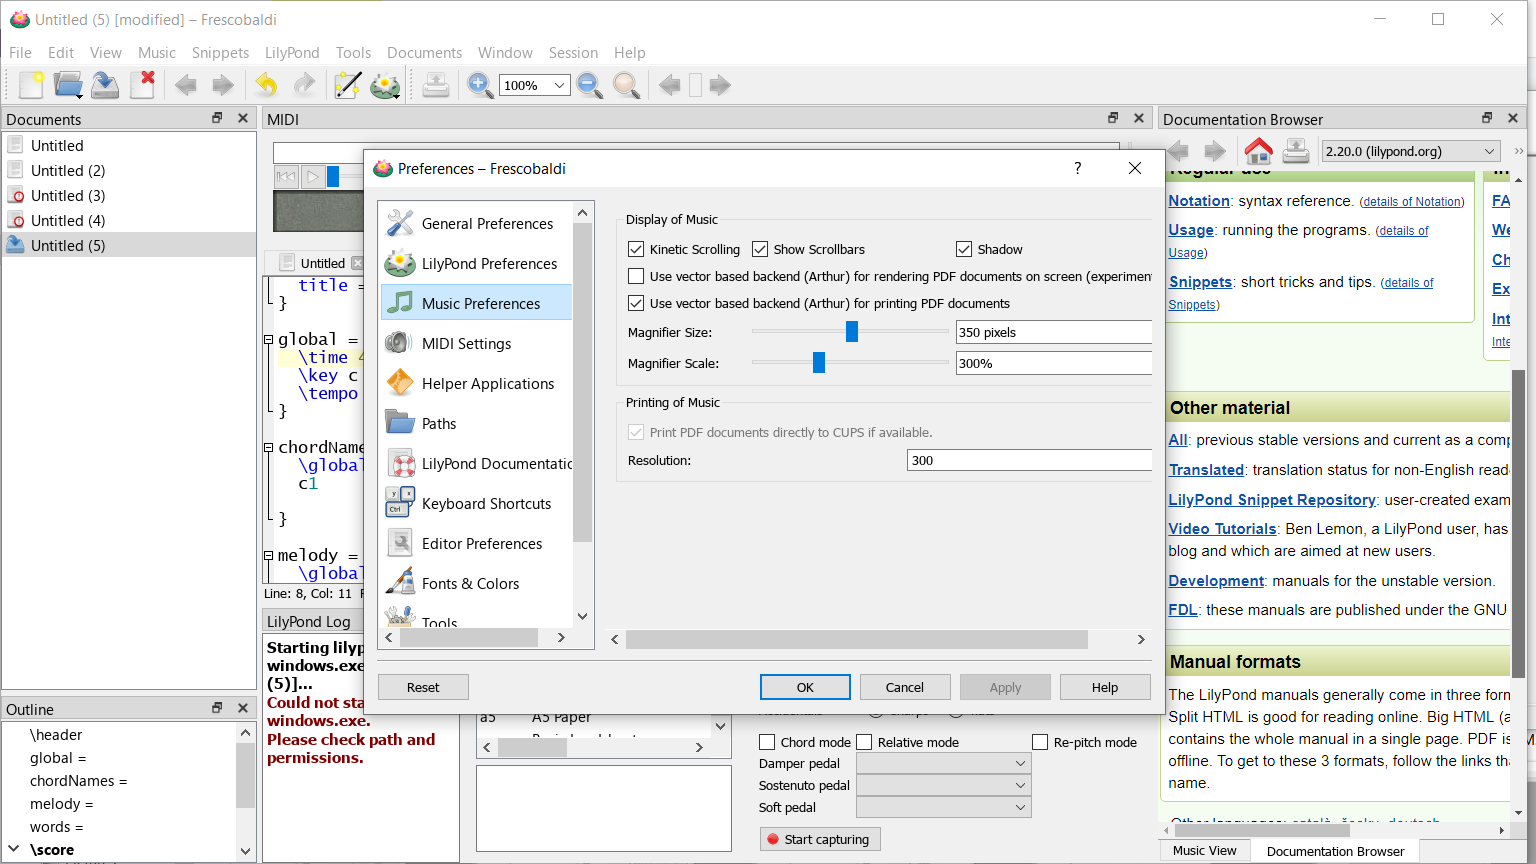 Untitled (5) [modified] – Frescobaldi
File Edit View Music Snippets LilyPond Tools Documents Window Session Help
100%
Documents
Untitled
Untitled (2)
Untitled (3)
Untitled (4)
Untitled (5)
Outline
\header
global =
chordNames =
melody =
words =
\score
MIDI
Untitled
title =
}
global =
\time 4
\key c
\tempo
}
chordName
\global
c1
}
melody =
\global
Line: 8, Col: 11
LilyPond Log
Starting lilyp
windows.exe
(5)]...
Could not sta
windows.exe.
Please check path and
permissions.
Preferences – Frescobaldi
?
General Preferences
LilyPond Preferences
Music Preferences
MIDI Settings
Helper Applications
Paths
LilyPond Documentatic
Keyboard Shortcuts
Editor Preferences
Fonts & Colors
Tools
Display of Music
Kinetic Scrolling Show Scrollbars Shadow
Use vector based backend (Arthur) for rendering PDF documents on screen (experimen
Use vector based backend (Arthur) for printing PDF documents
Magnifier Size: 350 pixels
Magnifier Scale: 300%
Printing of Music
Print PDF documents directly to CUPS if available.
Resolution: 300
Reset OK Cancel Apply Help
a5 A5 Paper
Chord mode Relative mode Re-pitch mode
Damper pedal
Sostenuto pedal
Soft pedal
Start capturing
Documentation Browser
2.20.0 (lilypond.org)
Regular use
Notation: syntax reference. (details of Notation)
Usage: running the programs. (details of
Usage)
Snippets: short tricks and tips. (details of
Snippets)
FA
We
Ch
Ex
Int
Inte
Other material
All: previous stable versions and current as a comp
Translated: translation status for non-English read
LilyPond Snippet Repository: user-created exam
Video Tutorials: Ben Lemon, a LilyPond user, has
blog and which are aimed at new users.
Development: manuals for the unstable version.
FDL: these manuals are published under the GNU
Manual formats
The LilyPond manuals generally come in three forn
Split HTML is good for reading online. Big HTML (a
contains the whole manual in a single page. PDF is
offline. To get to these 3 formats, follow the links tha
name.
Music View Documentation Browser